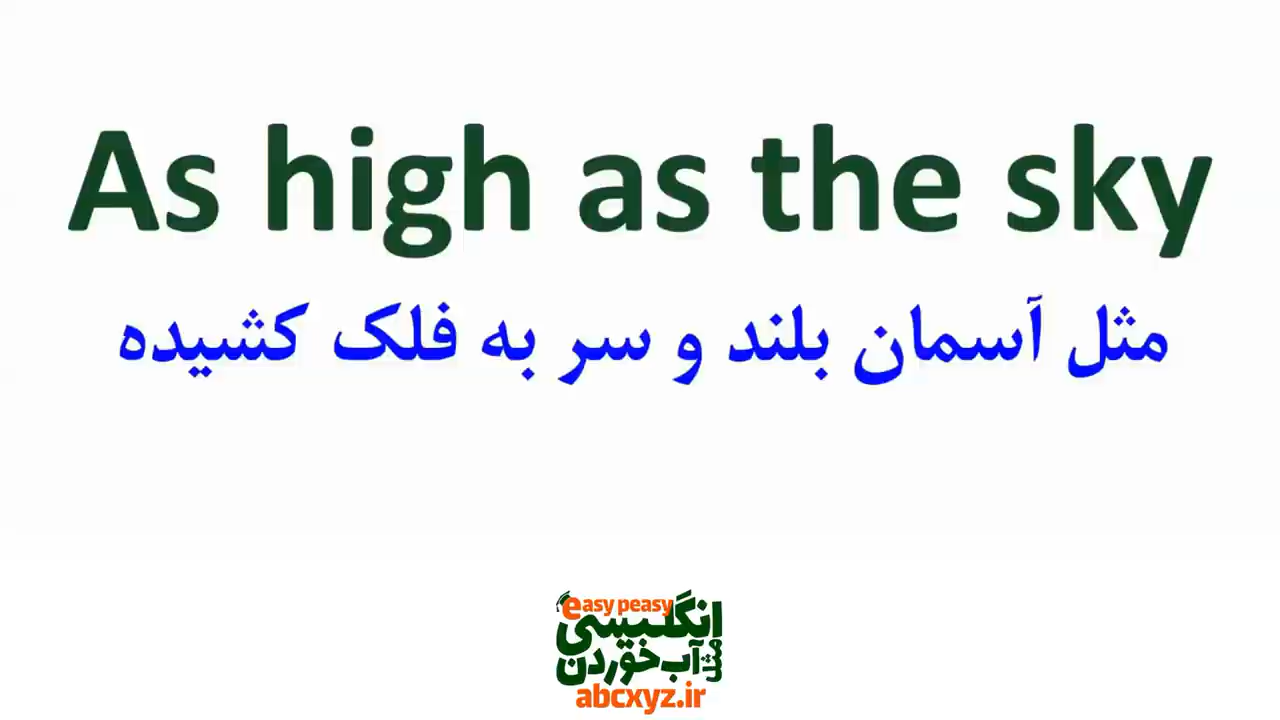 As high as the sky
مثل آسمان بلند و سر به فلک کشیده
easy peasy
انگلیسی
مثل آب خوردن
abcxyz.ir